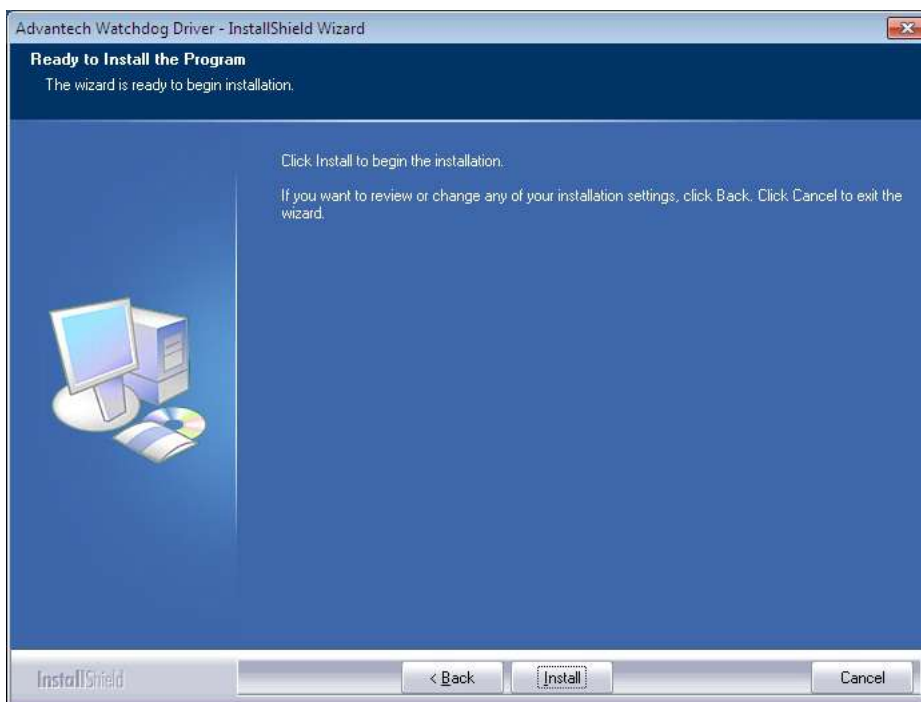 Advantech Watchdog Driver - InstallShield Wizard
Ready to Install the Program
The wizard is ready to begin installation.
Click Install to begin the installation.
If you want to review or change any of your installation settings, click Back. Click Cancel to exit the
wizard.
InstallShield
< Back
Install
Cancel